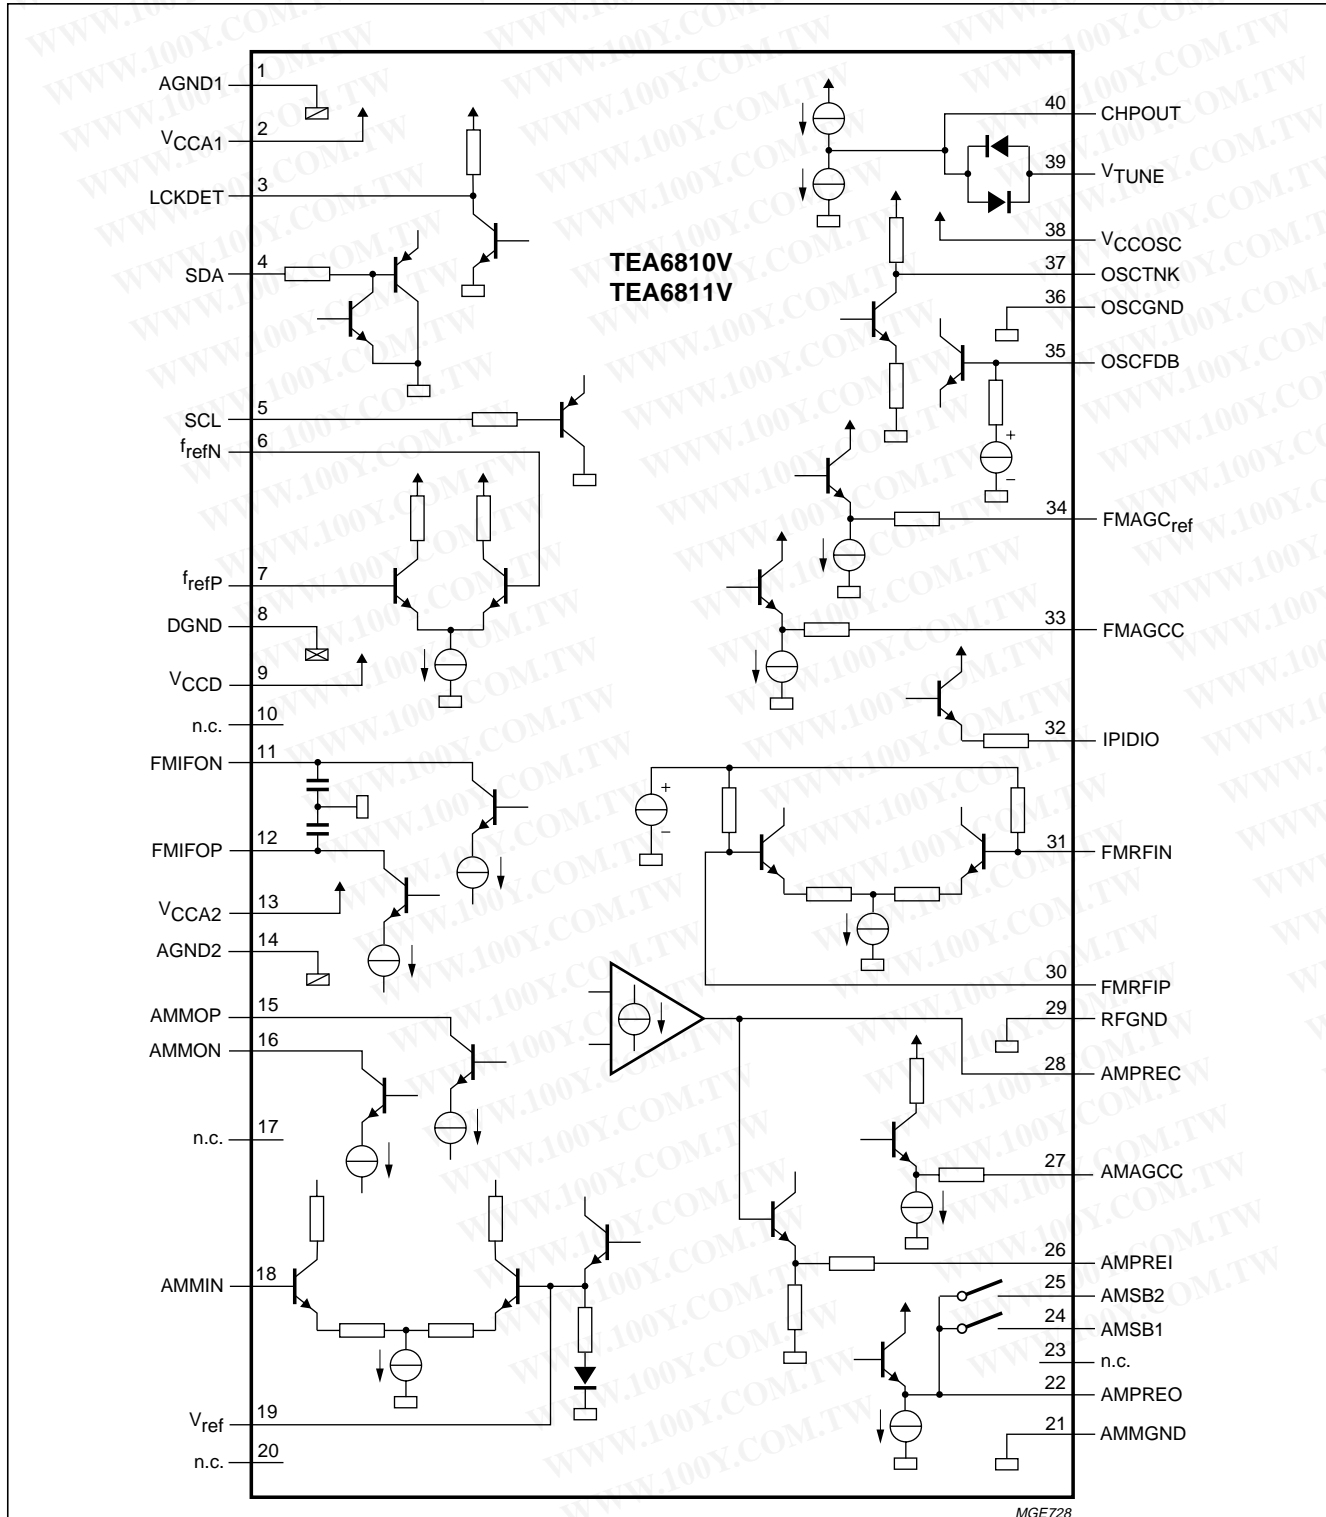 TEA6810V
TEA6811V
AGND1 1
VCCA1 2
LCKDET 3
SDA 4
SCL 5
frefN 6
frefP 7
DGND 8
VCCD 9
n.c. 10
FMIFON 11
FMIFOP 12
VCCA2 13
AGND2 14
AMMOP 15
AMMON 16
n.c. 17
AMMIN 18
Vref 19
n.c. 20
40 CHPOUT
39 VTUNE
38 VCCOSC
37 OSCTNK
36 OSCGND
35 OSCFDB
+
−
34 FMAGCref
33 FMAGCC
32 IPIDIO
+
−
31 FMRFIN
30 FMRFIP
29 RFGND
28 AMPREC
27 AMAGCC
26 AMPREI
25 AMSB2
24 AMSB1
23 n.c.
22 AMPREO
21 AMMGND
MGE728
WWW.100Y.COM.TW